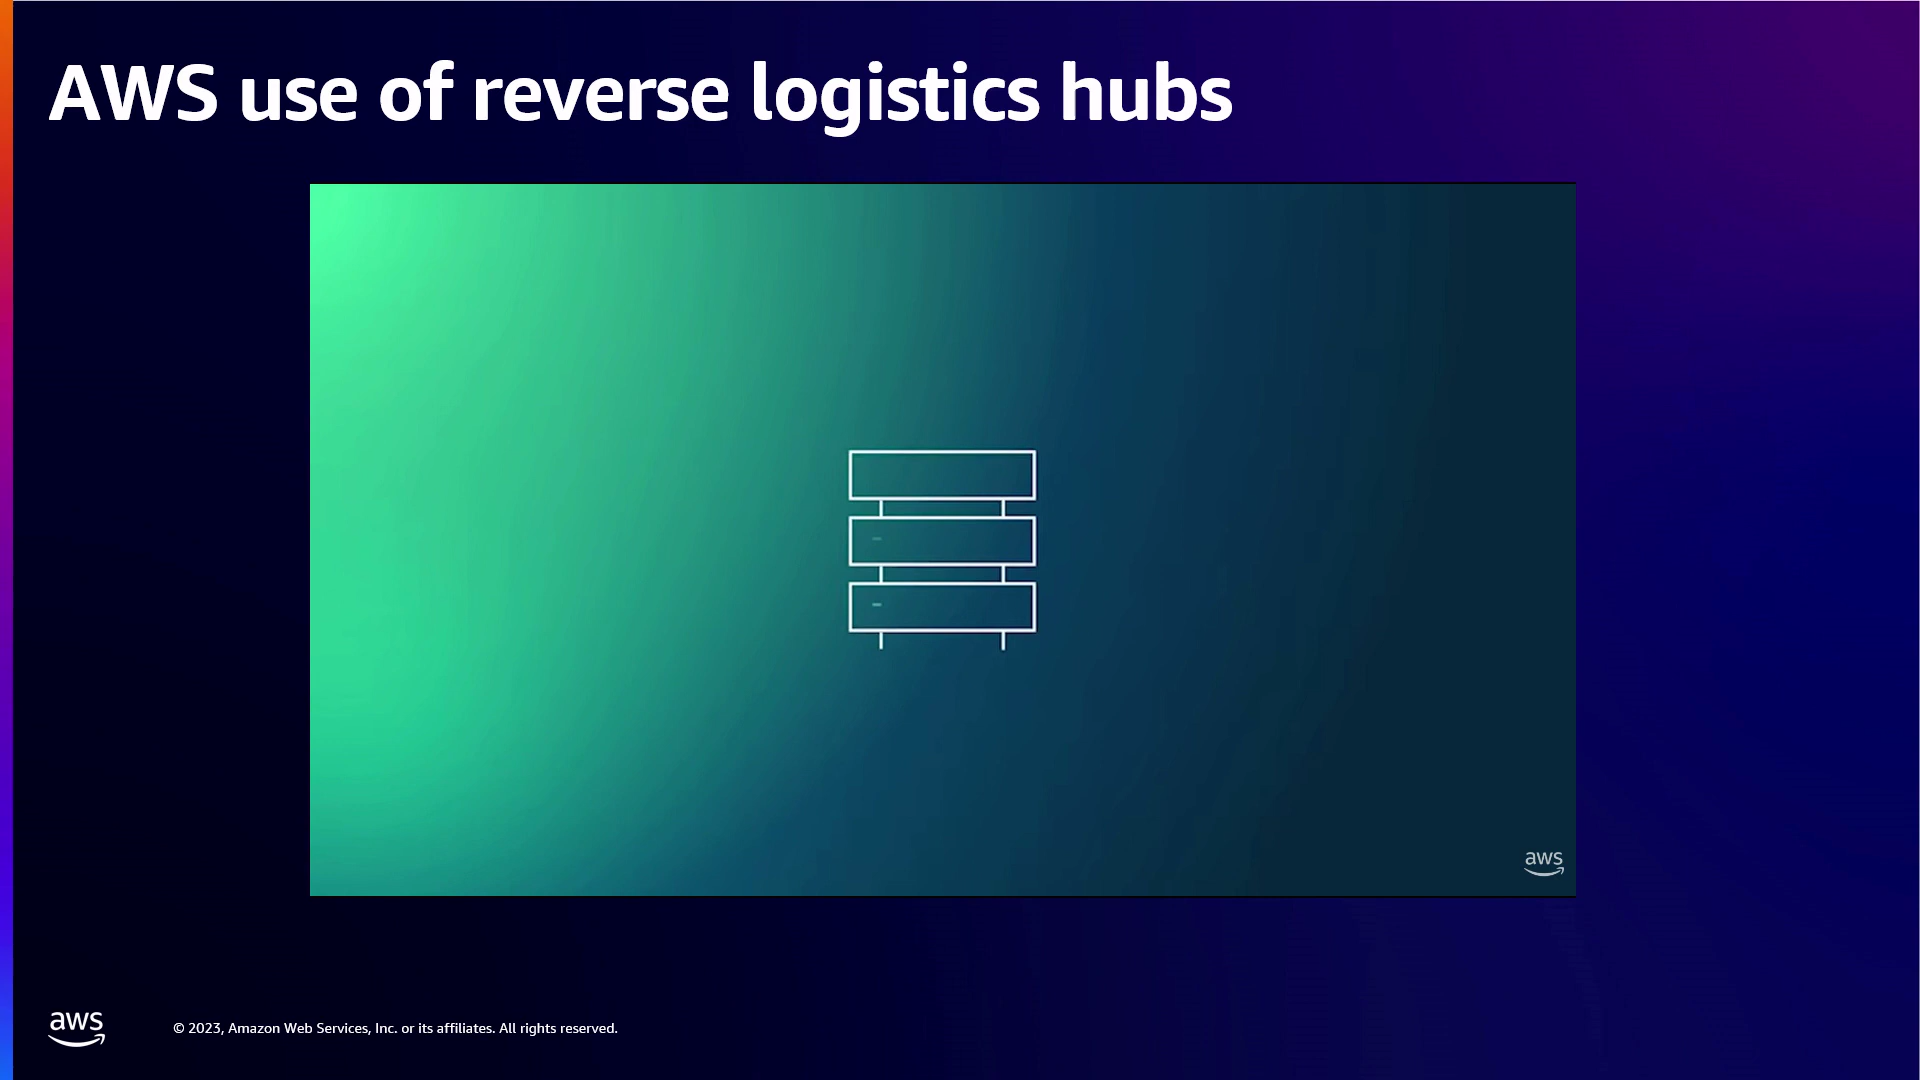 AWS use of reverse logistics hubs
aws
aws
© 2023, Amazon Web Services, Inc. or its affiliates. All rights reserved.